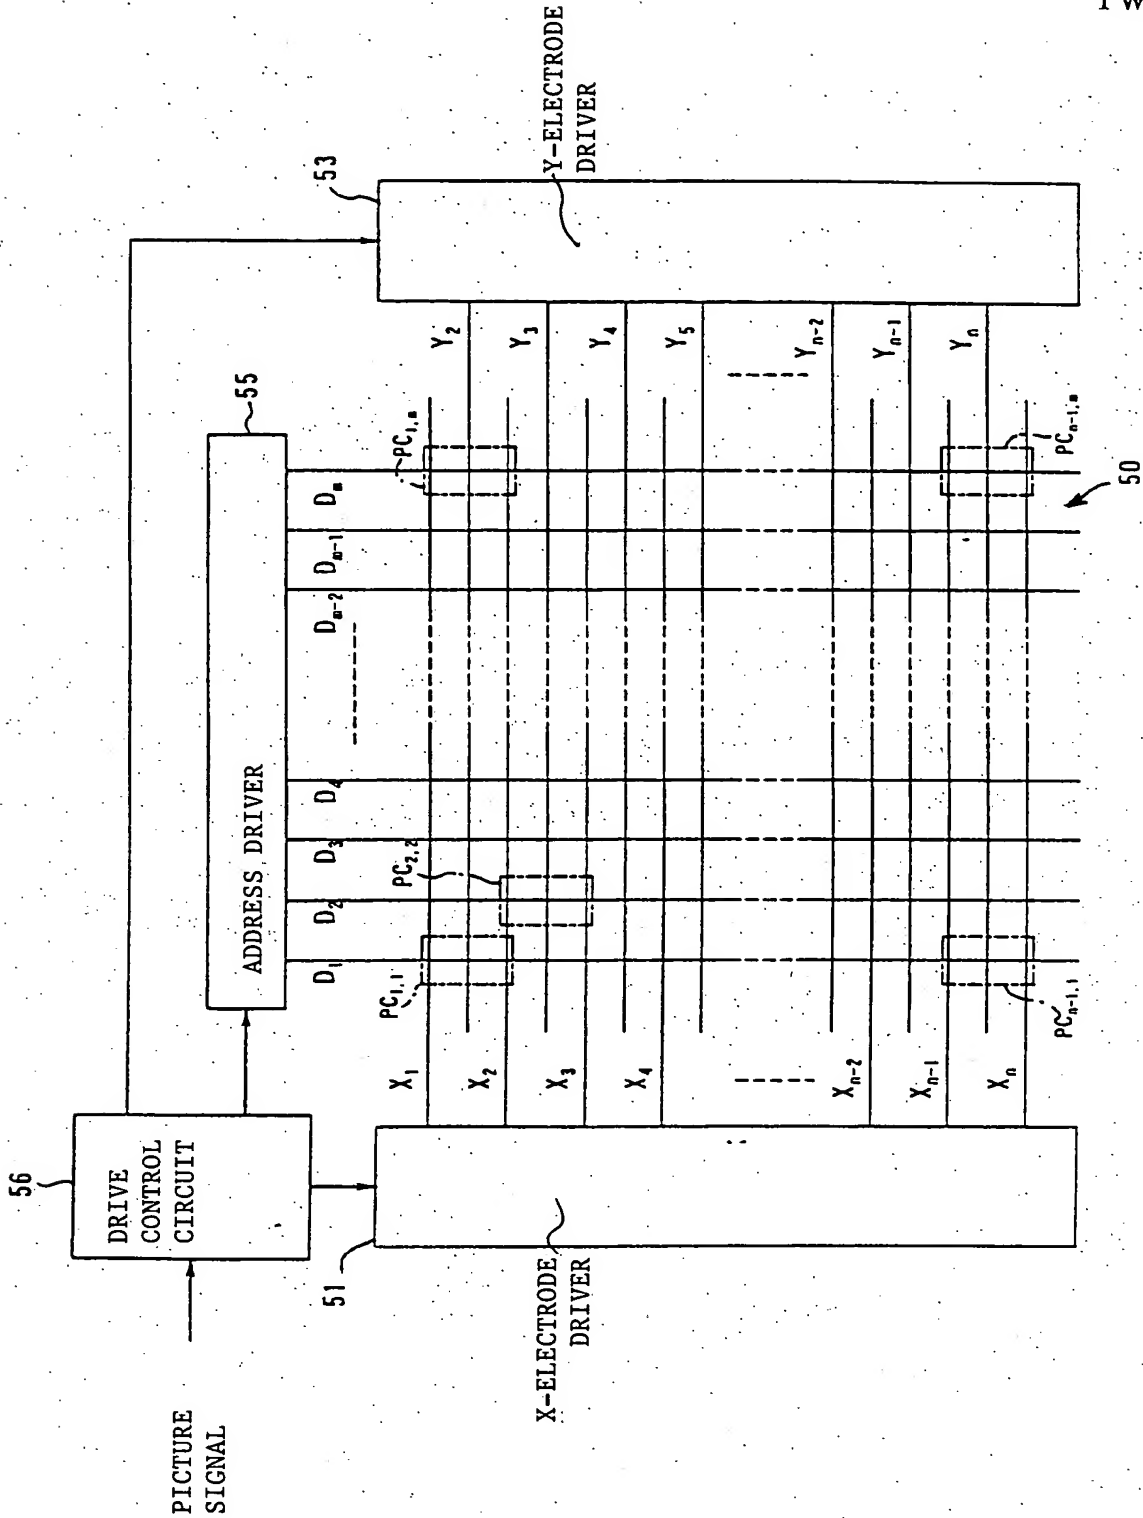 PICTURE
SIGNAL
56
DRIVE
CONTROL
CIRCUIT
55
ADDRESS DRIVER
51
X-ELECTRODE
DRIVER
53
Y-ELECTRODE
DRIVER
D₁
D₂
D₃
D₄
Dₘ₋₂
Dₘ₋₁
Dₘ
PC₁,₁
PC₂,₂
PC₁,ₘ
X₁
X₂
X₃
X₄
Xₙ₋₂
Xₙ₋₁
Xₙ
Y₂
Y₃
Y₄
Y₅
Yₙ₋₂
Yₙ₋₁
Yₙ
PCₙ₋₁,₁
PCₙ₋₁,ₘ
50